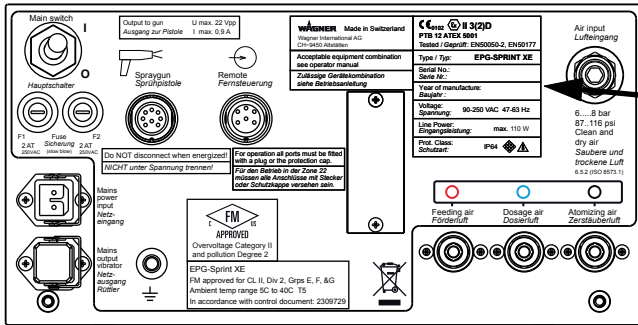 Main switch
I
O
Hauptschalter
F1
Fuse
F2
2 AT
Sicherung
2 AT
250VAC
(slow blow)
250VAC
Mains
power
input
Netz-
eingang
Mains
output
vibrator
Netz-
ausgang
Rüttler
Output to gun U max. 22 Vpp
Ausgang zur Pistole I max. 0,9 A
Spraygun
Sprühpistole
Remote
Fernsteuerung
Do NOT disconnect when energized!
NICHT unter Spannung trennen!
For operation all ports must be fitted
with a plug or the protection cap.
Für den Betrieb in der Zone 22
müssen alle Anschlüsse mit Stecker
oder Schutzkappe versehen sein.
FM
C US
APPROVED
Overvoltage Category II
and pollution Degree 2
EPG-Sprint XE
FM approved for CL II, Div 2, Grps E, F, &G
Ambient temp range 5C to 40C T5
In accordance with control document: 2309729
WAGNER Made in Switzerland
Wagner International AG
CH-9450 Altstätten
Acceptable equipment combination
see operator manual
Zulässige Gerätekombination
siehe Betriebsanleitung
CE 0102 Ex II 3(2)D
PTB 12 ATEX 5001
Tested / Geprüft: EN50050-2, EN50177
Type / Typ: EPG-SPRINT XE
Serial No.:
Serie Nr.:
Year of manufacture:
Baujahr :
Voltage:
Spannung: 90-250 VAC 47-63 Hz
Line Power:
Eingangsleistung: max. 110 W
Prot. Class:
Schutzart: IP64
Air input
Lufteingang
6.....8 bar
87..116 psi
Clean and
dry air
Saubere und
trockene Luft
6.5.2 (ISO 8573.1)
Feeding air
Förderluft
Dosage air
Dosierluft
Atomizing air
Zerstäuberluft